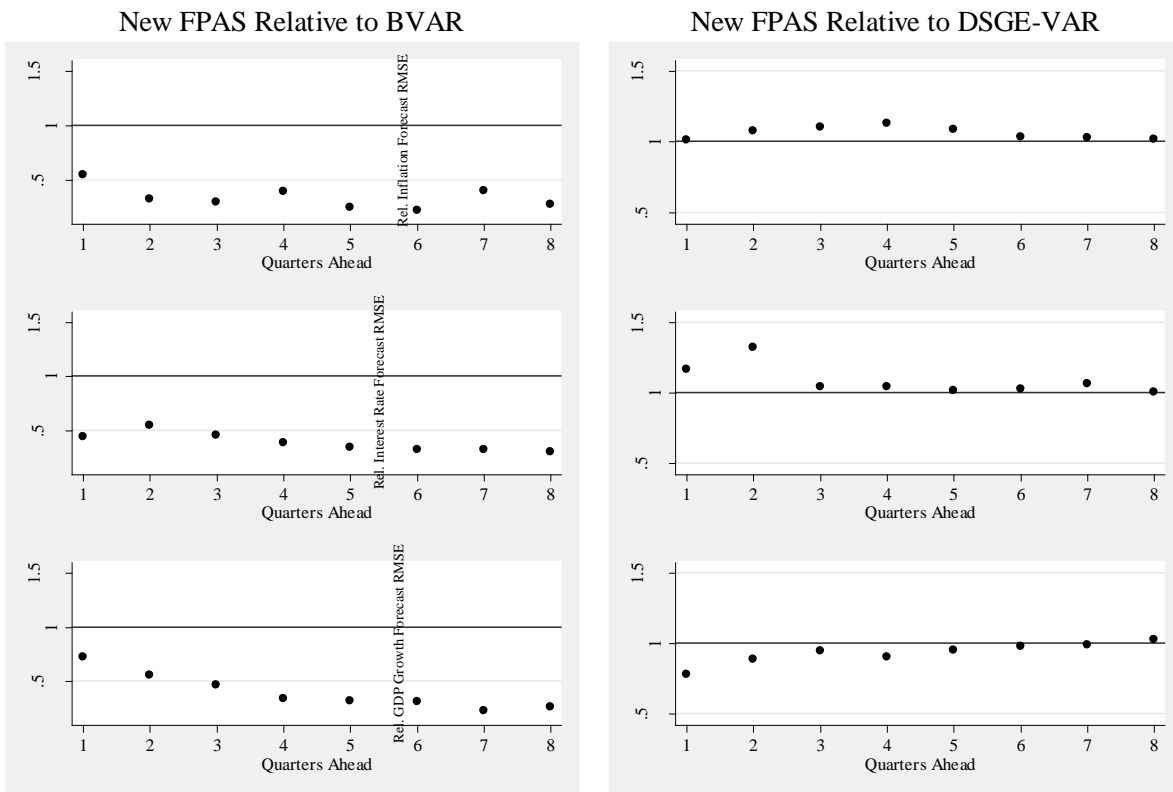 New FPAS Relative to BVAR
1.5
1
.5
Rel. Inflation Forecast RMSE
1 2 3 4 5 6 7 8
Quarters Ahead
1.5
1
.5
Rel. Interest Rate Forecast RMSE
1 2 3 4 5 6 7 8
Quarters Ahead
1.5
1
.5
Rel. GDP Growth Forecast RMSE
1 2 3 4 5 6 7 8
Quarters Ahead
New FPAS Relative to DSGE-VAR
1.5
1
.5
1 2 3 4 5 6 7 8
Quarters Ahead
1.5
1
.5
1 2 3 4 5 6 7 8
Quarters Ahead
1.5
1
.5
1 2 3 4 5 6 7 8
Quarters Ahead